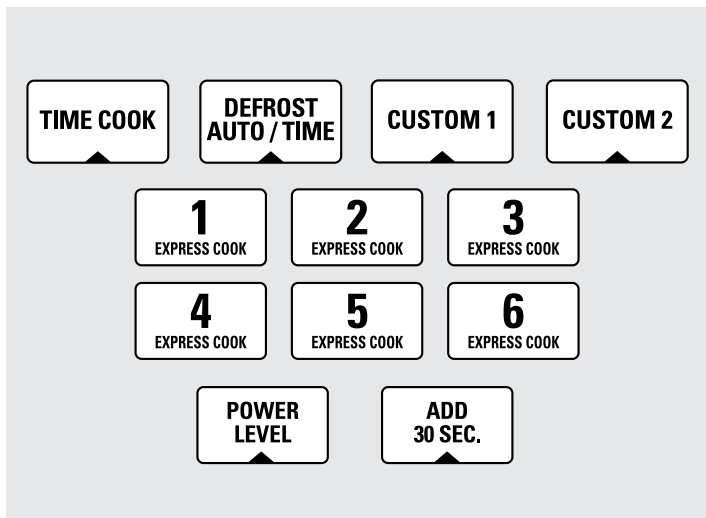 TIME COOK
DEFROST
AUTO / TIME
CUSTOM 1
CUSTOM 2
1
EXPRESS COOK
2
EXPRESS COOK
3
EXPRESS COOK
4
EXPRESS COOK
5
EXPRESS COOK
6
EXPRESS COOK
POWER
LEVEL
ADD
30 SEC.